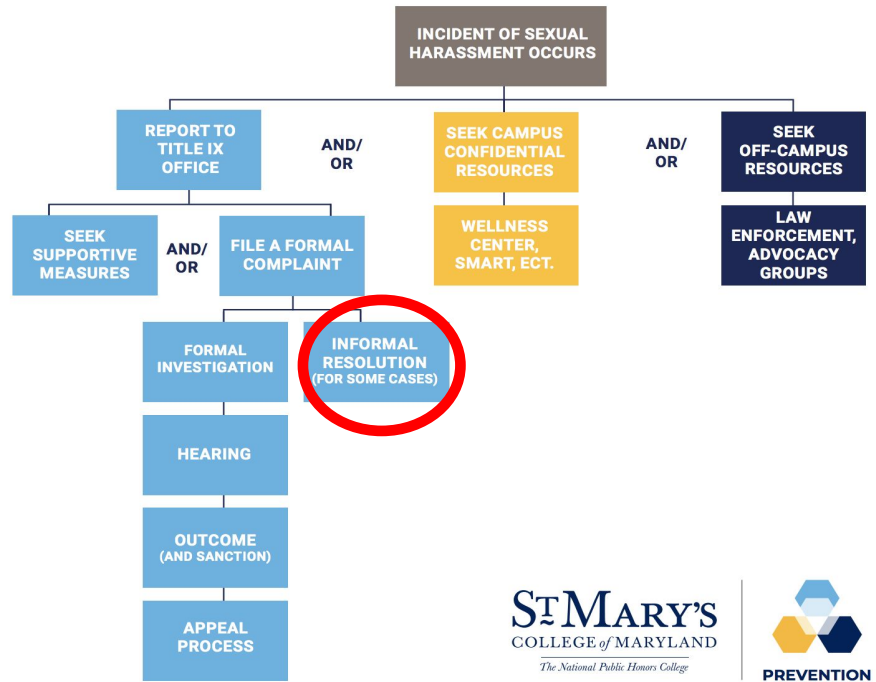 INCIDENT OF SEXUAL
HARASSMENT OCCURS
REPORT TO
TITLE IX
OFFICE
AND/
OR
SEEK CAMPUS
CONFIDENTIAL
RESOURCES
AND/
OR
SEEK
OFF-CAMPUS
RESOURCES
SEEK
SUPPORTIVE
MEASURES
AND/
OR
FILE A FORMAL
COMPLAINT
WELLNESS
CENTER,
SMART, ECT.
LAW
ENFORCEMENT,
ADVOCACY
GROUPS
FORMAL
INVESTIGATION
INFORMAL
RESOLUTION
(FOR SOME CASES)
HEARING
OUTCOME
(AND SANCTION)
APPEAL
PROCESS
ST MARY'S
COLLEGE of MARYLAND
The National Public Honors College
PREVENTION